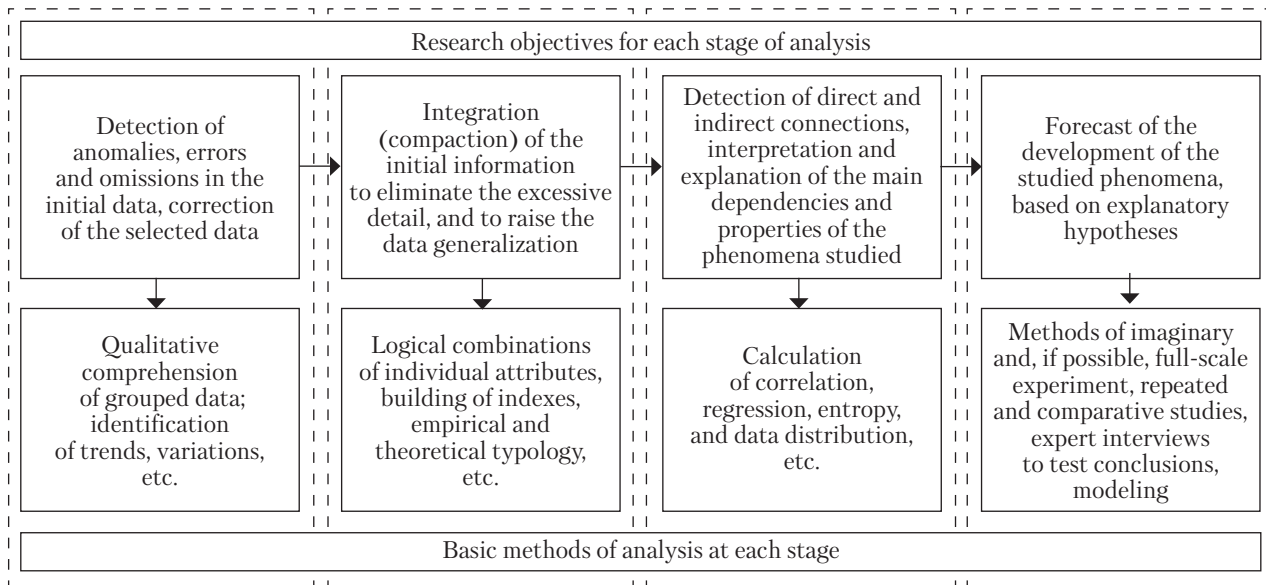 Research objectives for each stage of analysis
Detection of
anomalies, errors
and omissions in the
initial data, correction
of the selected data
Integration
(compaction) of the
initial information
to eliminate the excessive
detail, and to raise the
data generalization
Detection of direct and
indirect connections,
interpretation and
explanation of the main
dependencies and
properties of the
phenomena studied
Forecast of the
development of the
studied phenomena,
based on explanatory
hypotheses
Qualitative
comprehension
of grouped data;
identification
of trends, variations,
etc.
Logical combinations
of individual attributes,
building of indexes,
empirical and
theoretical typology,
etc.
Calculation
of correlation,
regression, entropy,
and data distribution,
etc.
Methods of imaginary
and, if possible, full-scale
experiment, repeated
and comparative studies,
expert interviews
to test conclusions,
modeling
Basic methods of analysis at each stage